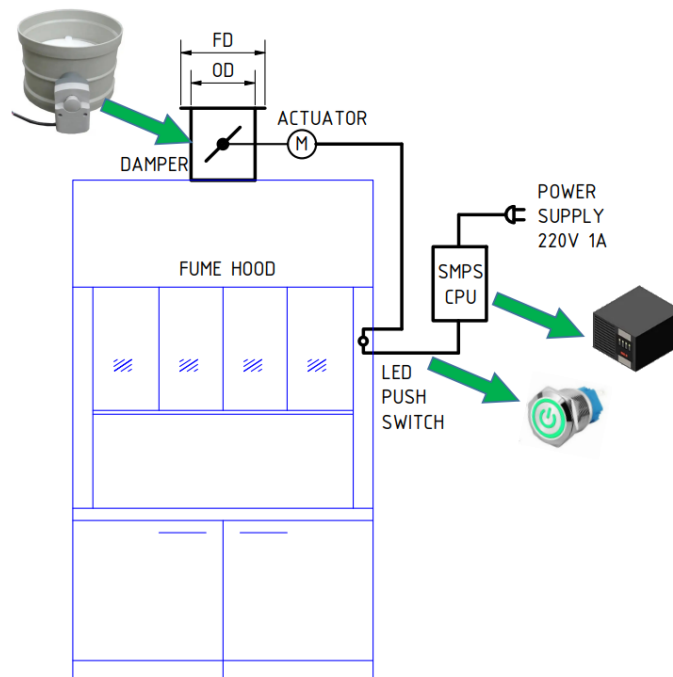 FD
OD
ACTUATOR
M
DAMPER
POWER
SUPPLY
220V 1A
FUME HOOD
SMPS
CPU
LED
PUSH
SWITCH